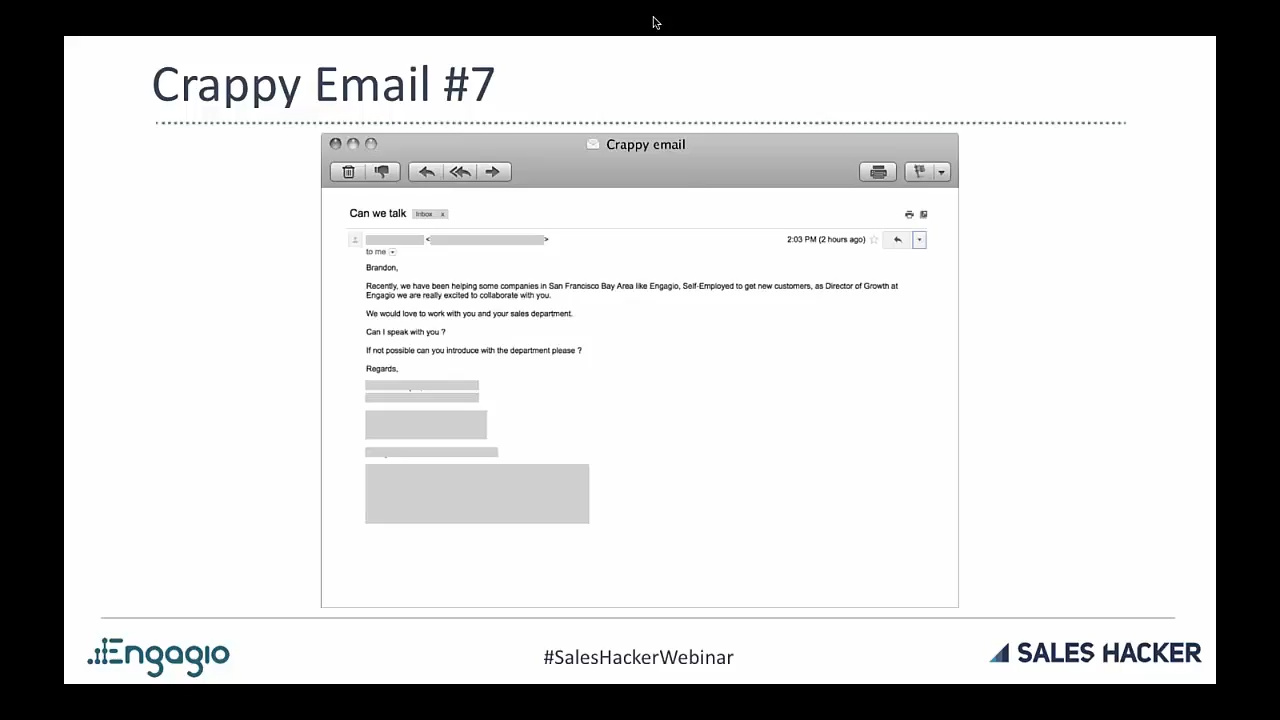 Crappy Email #7
Crappy email
Can we talk
Inbox x
<
>
2:03 PM (2 hours ago)
to me
Brandon,
Recently, we have been helping some companies in San Francisco Bay Area like Engagio, Self-Employed to get new customers, as Director of Growth at
Engagio we are really excited to collaborate with you.
We would love to work with you and your sales department.
Can I speak with you ?
If not possible can you introduce with the department please ?
Regards,
Engagio
#SalesHackerWebinar
SALES HACKER